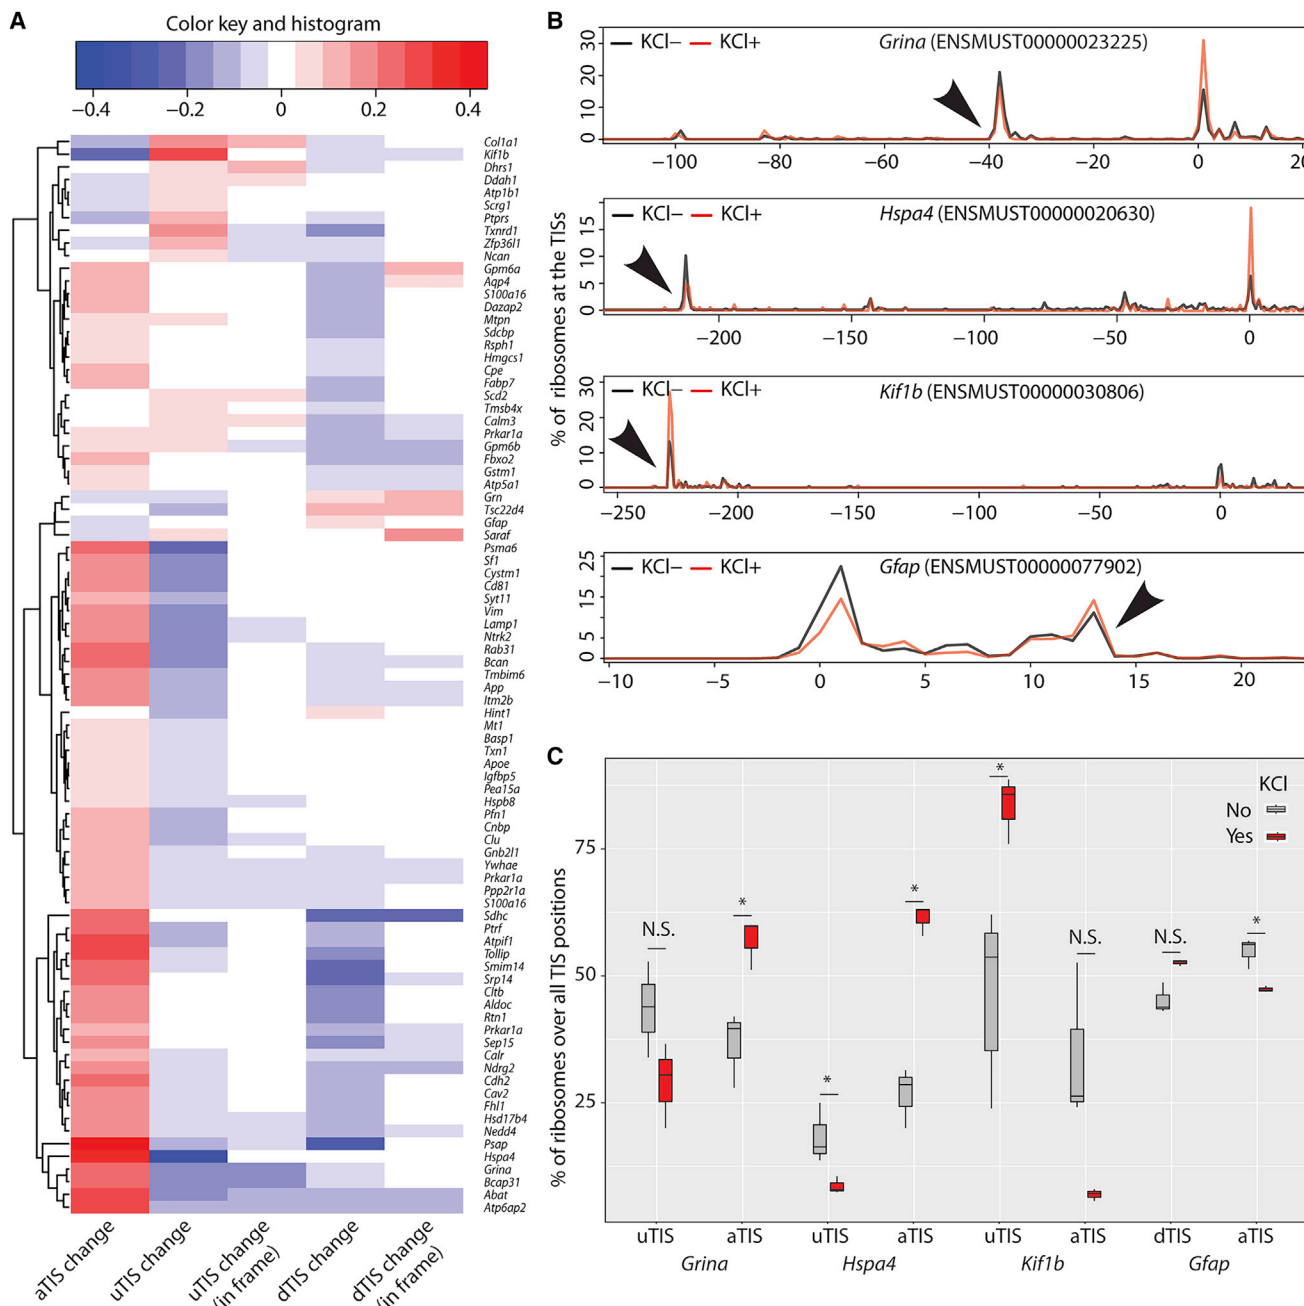 A
Color key and histogram
−0.4 −0.2 0 0.2 0.4
Col1a1
Kif1b
Dhrs1
Ddah1
Atp1b1
Scrg1
Ptprs
Txnrd1
Zfp36l1
Ncan
Gpm6a
Aqp4
S100a16
Dazap2
Mtpn
Sdcbp
Rsph1
Hmgcs1
Cpe
Fabp7
Scd2
Tmsb4x
Calm3
Prkar1a
Gpm6b
Fbxo2
Gstm1
Atp5a1
Grn
Tsc22d4
Gfap
Saraf
Psma6
Sf1
Cystm1
Cd81
Syt11
Vim
Lamp1
Ntrk2
Rab31
Bcan
Tmbim6
App
Itm2b
Hint1
Mt1
Basp1
Txn1
Apoe
Igfbp5
Pea15a
Hspb8
Pfn1
Cnbp
Clu
Gnb2l1
Ywhae
Prkar1a
Ppp2r1a
S100a16
Sdhc
Ptrf
Atpif1
Tollip
Smim14
Srp14
Cltb
Aldoc
Rtn1
Prkar1a
Sep15
Calr
Ndrg2
Cdh2
Cav2
Fhl1
Hsd17b4
Nedd4
Psap
Hspa4
Grina
Bcap31
Abat
Atp6ap2
aTIS change
uTIS change
uTIS change
(in frame)
dTIS change
dTIS change
(in frame)
B
% of ribosomes at the TISs
KCl− KCl+ Grina (ENSMUST00000023225)
30
20
10
0
−100 −80 −60 −40 −20 0 20
KCl− KCl+ Hspa4 (ENSMUST00000020630)
15
10
5
0
−200 −150 −100 −50 0
KCl− KCl+ Kif1b (ENSMUST00000030806)
30
20
10
0
−250 −200 −150 −100 −50 0
KCl− KCl+ Gfap (ENSMUST00000077902)
25
15
5
0
−10 −5 0 5 10 15 20
C
% of ribosomes over all TIS positions
75
50
25
KCl
No
Yes
N.S. * * * * N.S. N.S. *
uTIS aTIS uTIS aTIS uTIS aTIS dTIS aTIS
Grina Hspa4 Kif1b Gfap